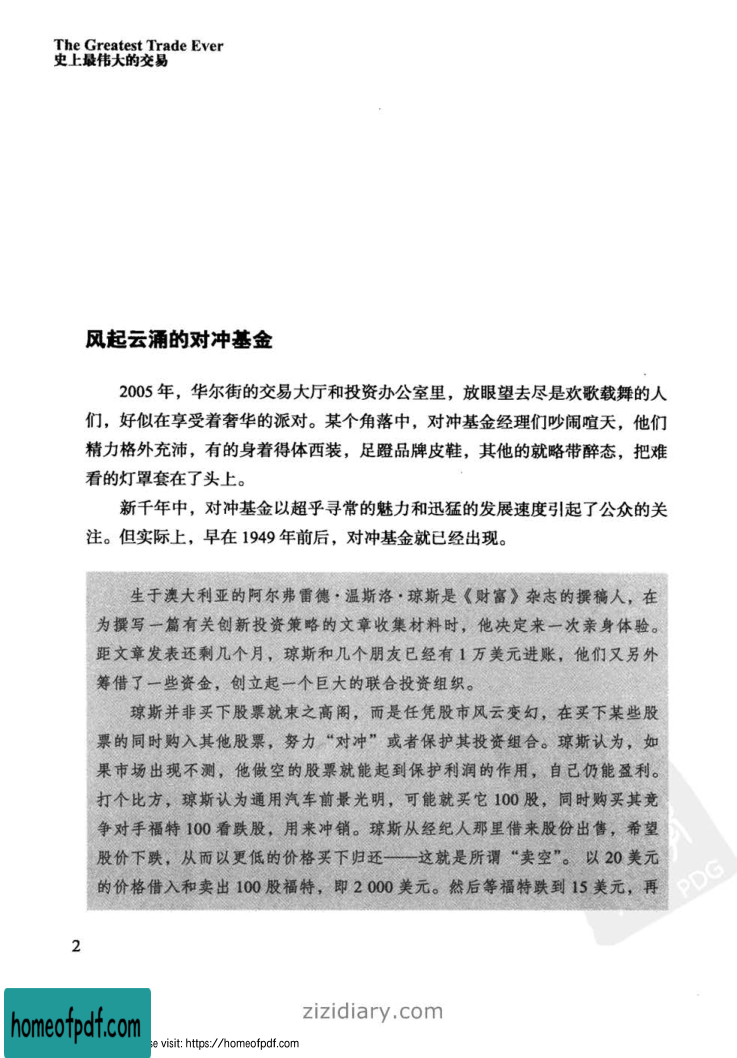 The Greatest Trade Ever
史上最伟大的交易
风起云涌的对冲基金
2005 年，华尔街的交易大厅和投资办公室里，放眼望去尽是欢歌载舞的人
们，好似在享受着奢华的派对。某个角落中，对冲基金经理们吵闹喧天，他们
精力格外充沛，有的身着得体西装，足蹬品牌皮鞋，其他的就略带醉态，把难
看的灯罩套在了头上。
新千年中，对冲基金以超乎寻常的魅力和迅猛的发展速度引起了公众的关
注。但实际上，早在 1949 年前后，对冲基金就已经出现。
生于澳大利亚的阿尔弗雷德·温斯洛·琼斯是《财富》杂志的撰稿人，在
为撰写一篇有关创新投资策略的文章收集材料时，他决定来一次亲身体验。
距文章发表还剩几个月，琼斯和几个朋友已经有 1 万美元进账，他们又另外
筹借了一些资金，创立起一个巨大的联合投资组织。
琼斯并非买下股票就束之高阁，而是任凭股市风云变幻，在买下某些股
票的同时购入其他股票，努力“对冲”或者保护其投资组合。琼斯认为，如
果市场出现不测，他做空的股票就能起到保护利润的作用，自己仍能盈利。
打个比方，琼斯认为通用汽车前景光明，可能就买它 100 股，同时购买其竞
争对手福特 100 看跌股，用来冲销。琼斯从经纪人那里借来股份出售，希望
股价下跌，从而以更低的价格买下归还——这就是所谓“卖空”。以 20 美元
的价格借入和卖出 100 股福特，即 2 000 美元。然后等福特跌到 15 美元，再
PDG
2
zizidiary.com
homeofpdf.com
se visit: https://homeofpdf.com